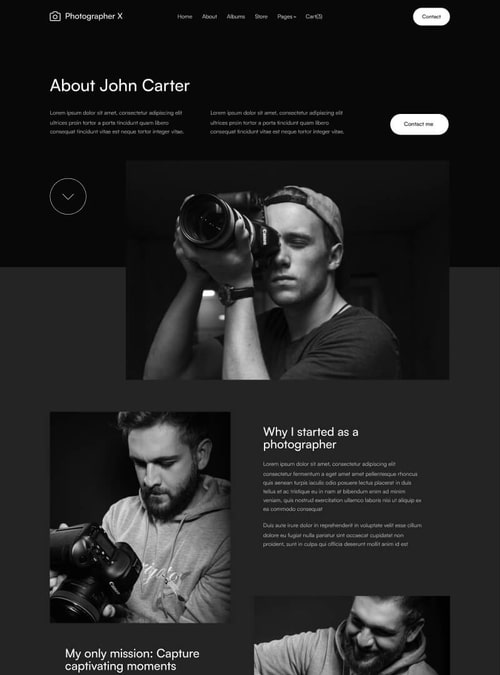 Photographer X
Home About Albums Store Pages Cart(3)
Contact
About John Carter
Lorem ipsum dolor sit amet, consectetur adipiscing elit
ultrices proin tortor a porta tincidunt quam libero
consequat tincidunt vitae est neque tortor integer vitae.
Lorem ipsum dolor sit amet, consectetur adipiscing elit
ultrices proin tortor a porta tincidunt quam libero
consequat tincidunt vitae est neque tortor integer vitae.
Contact me
Why I started as a
photographer
Lorem ipsum dolor sit amet, consectetur adipiscing elit
consectetur fermentum a eget amet amet pellentesque rhoncus
quis aenean turpis iaculis odio posuere lectus placerat in duis
tellus et ac tristique eu in nam at bibendum enim ad minim
veniam, quis nostrud exercitation ullamco laboris nisi ut aliquip ex
ea commodo consequat
Duis aute irure dolor in reprehenderit in voluptate velit esse cillum
dolore eu fugiat nulla pariatur sint occaecat cupidatat non
proident, sunt in culpa qui officia deserunt mollit anim id est
My only mission: Capture
captivating moments